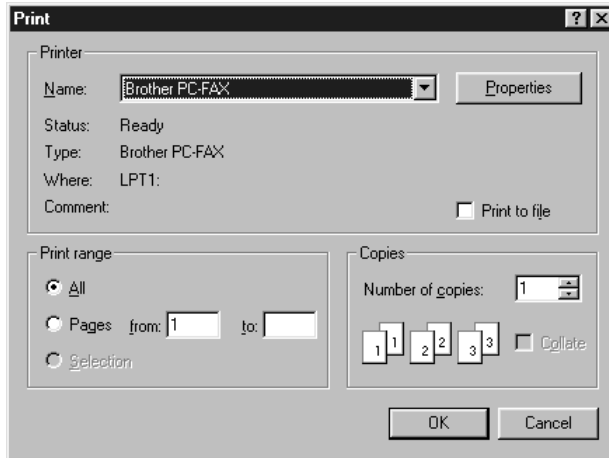 Print
Printer
Name: Brother PC-FAX
Properties
Status: Ready
Type: Brother PC-FAX
Where: LPT1:
Comment:
Print to file
Print range
All
Pages from: 1 to:
Selection
Copies
Number of copies: 1
1 1 2 2 3 3
Collate
OK Cancel